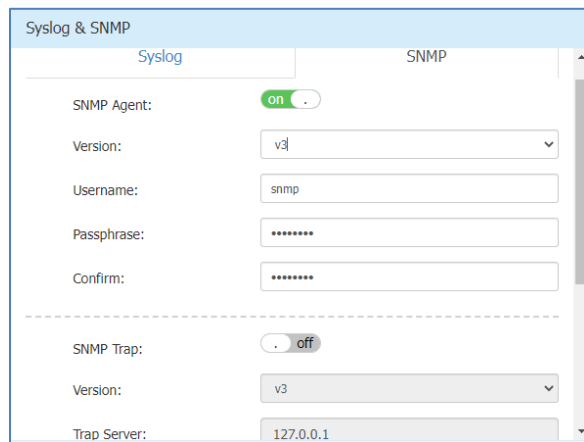 Syslog & SNMP
Syslog SNMP
SNMP Agent: on .
Version: v3
Username: snmp
Passphrase: ••••••••
Confirm: ••••••••
SNMP Trap: . off
Version: v3
Trap Server: 127.0.0.1